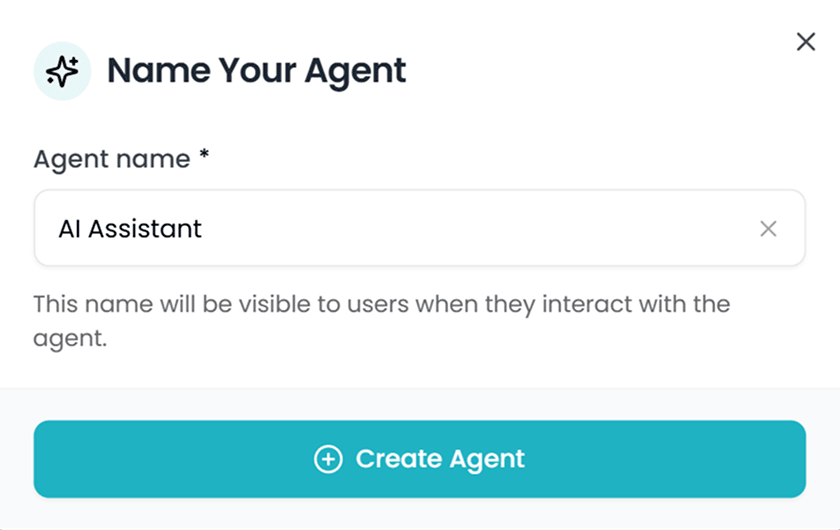 Name Your Agent
Agent name *
AI Assistant
This name will be visible to users when they interact with the
agent.
Create Agent